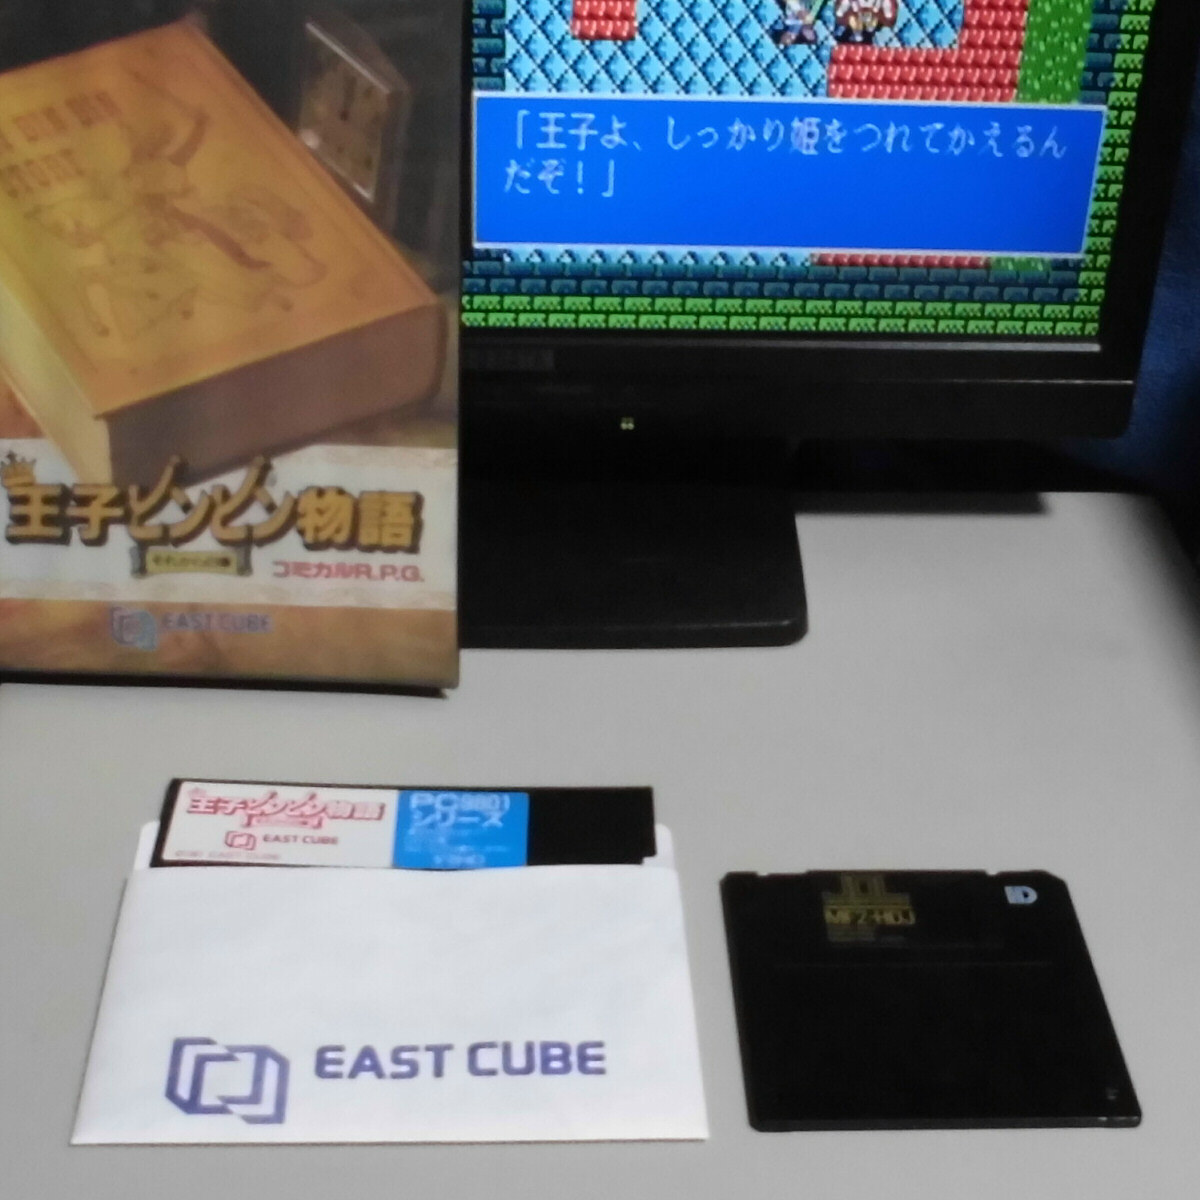 STORY
「王子よ、しっかり姫をつれてかえるん
だぞ!」
王子ビンビン物語
コミカルR.P.G.
EAST CUBE
王子ビンビン物語
EAST CUBE
PC9801
シリーズ
EAST CUBE
MF2-HD